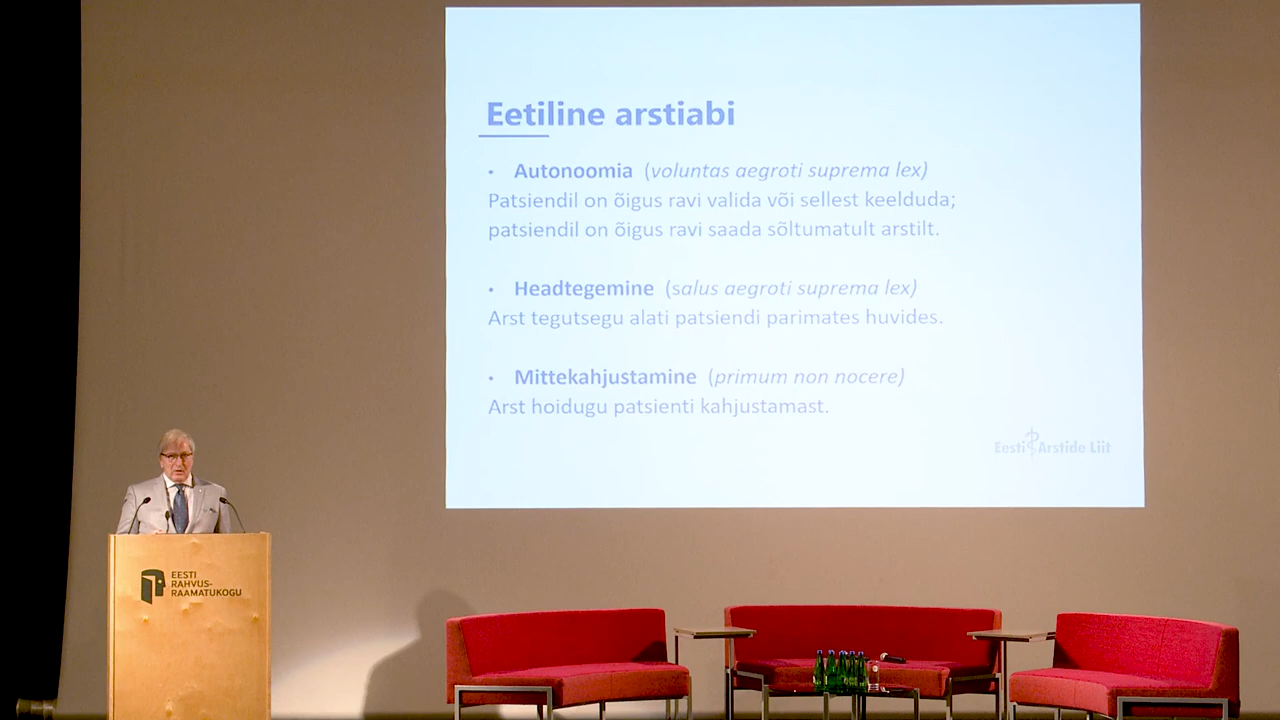 Eetiline arstiabi
• Autonoomia (voluntas aegroti suprema lex)
Patsiendil on õigus ravi valida või sellest keelduda;
patsiendil on õigus ravi saada sõltumatult arstilt.
• Headtegemine (salus aegroti suprema lex)
Arst tegutsegu alati patsiendi parimates huvides.
• Mittekahjustamine (primum non nocere)
Arst hoidugu patsienti kahjustamast.
Eesti Arstide Liit
EESTI
RAHVUS-
RAAMATUKOGU